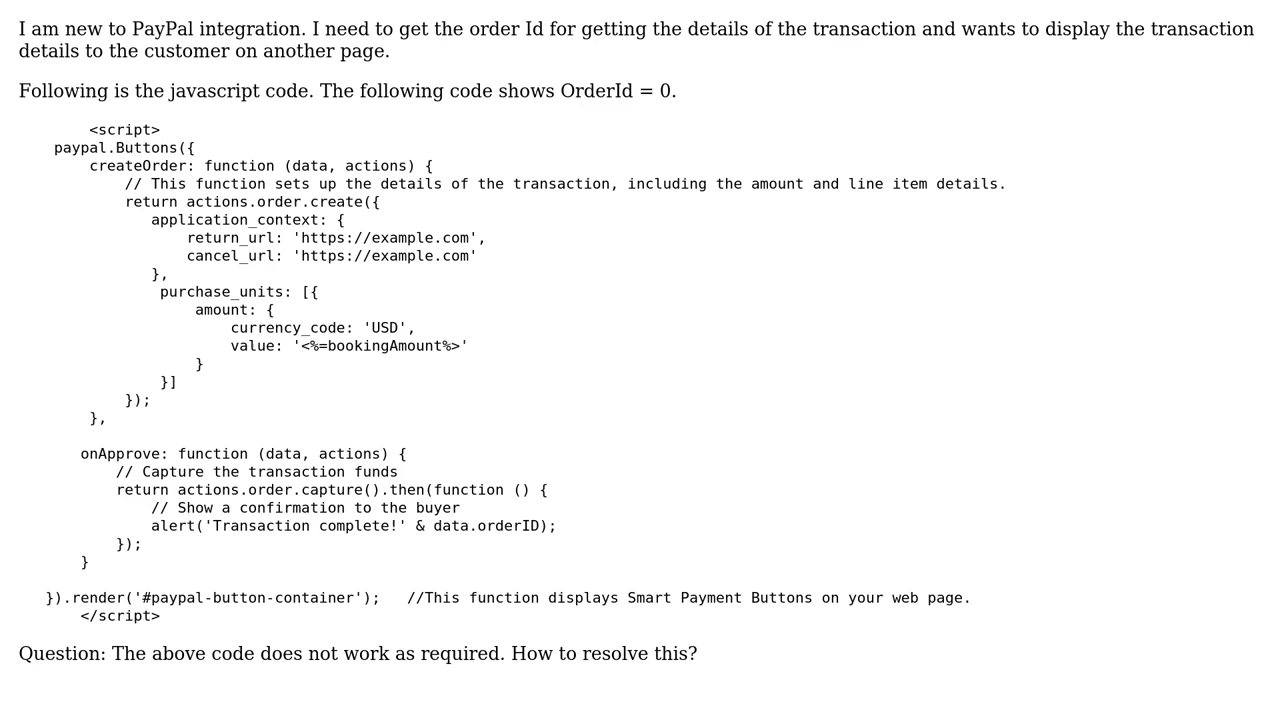 I am new to PayPal integration. I need to get the order Id for getting the details of the transaction and wants to display the transaction
details to the customer on another page.
Following is the javascript code. The following code shows OrderId = 0.
<script>
paypal.Buttons({
createOrder: function (data, actions) {
// This function sets up the details of the transaction, including the amount and line item details.
return actions.order.create({
application_context: {
return_url: 'https://example.com',
cancel_url: 'https://example.com'
},
purchase_units: [{
amount: {
currency_code: 'USD',
value: '<%=bookingAmount%>'
}
}]
});
},
onApprove: function (data, actions) {
// Capture the transaction funds
return actions.order.capture().then(function () {
// Show a confirmation to the buyer
alert('Transaction complete!' & data.orderID);
});
}
}).render('#paypal-button-container');   //This function displays Smart Payment Buttons on your web page.
</script>
Question: The above code does not work as required. How to resolve this?